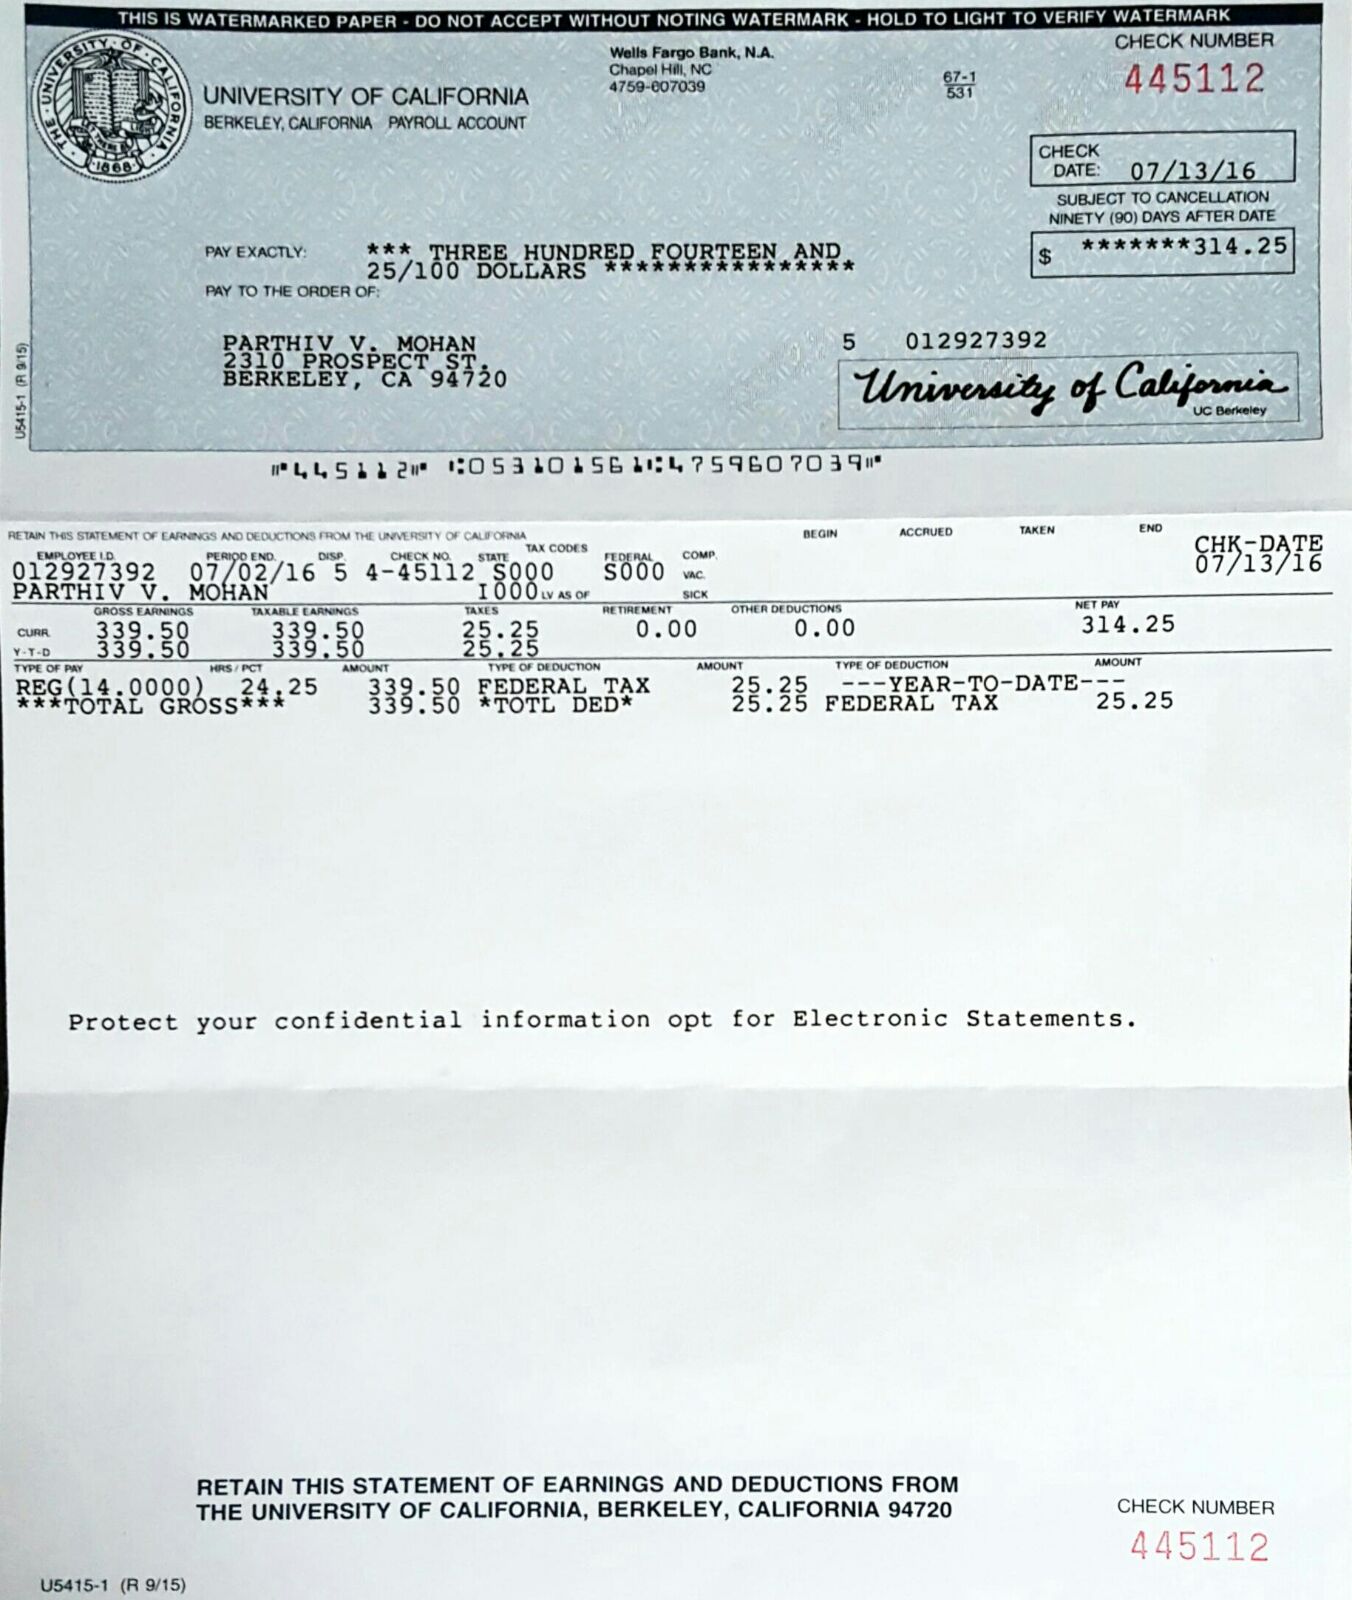 THIS IS WATERMARKED PAPER - DO NOT ACCEPT WITHOUT NOTING WATERMARK - HOLD TO LIGHT TO VERIFY WATERMARK
THE UNIVERSITY OF CALIFORNIA
LET THERE BE LIGHT
1868
UNIVERSITY OF CALIFORNIA
BERKELEY, CALIFORNIA PAYROLL ACCOUNT
Wells Fargo Bank, N.A.
Chapel Hill, NC
4759-607039
67-1
531
CHECK NUMBER
445112
CHECK
DATE: 07/13/16
SUBJECT TO CANCELLATION
NINETY (90) DAYS AFTER DATE
$ *******314.25
PAY EXACTLY: *** THREE HUNDRED FOURTEEN AND
25/100 DOLLARS ****************
PAY TO THE ORDER OF:
PARTHIV V. MOHAN
2310 PROSPECT ST.
BERKELEY, CA 94720
5 012927392
University of California
UC Berkeley
U5415-1 (R 9/15)
⑈445112⑈ ⑆053101561⑆4759607039⑈
RETAIN THIS STATEMENT OF EARNINGS AND DEDUCTIONS FROM THE UNIVERSITY OF CALIFORNIA
BEGIN ACCRUED TAKEN END
CHK-DATE
07/13/16
EMPLOYEE I.D. PERIOD END. DISP. CHECK NO. STATE TAX CODES FEDERAL COMP.
012927392 07/02/16 5 4-45112 S000 S000 VAC.
PARTHIV V. MOHAN I000 LV AS OF SICK
GROSS EARNINGS TAXABLE EARNINGS TAXES RETIREMENT OTHER DEDUCTIONS NET PAY
CURR. 339.50 339.50 25.25 0.00 0.00 314.25
Y-T-D 339.50 339.50 25.25
TYPE OF PAY HRS / PCT AMOUNT TYPE OF DEDUCTION AMOUNT TYPE OF DEDUCTION AMOUNT
REG(14.0000) 24.25 339.50 FEDERAL TAX 25.25 ---YEAR-TO-DATE---
***TOTAL GROSS*** 339.50 *TOTL DED* 25.25 FEDERAL TAX 25.25
Protect your confidential information opt for Electronic Statements.
RETAIN THIS STATEMENT OF EARNINGS AND DEDUCTIONS FROM
THE UNIVERSITY OF CALIFORNIA, BERKELEY, CALIFORNIA 94720
CHECK NUMBER
445112
U5415-1 (R 9/15)